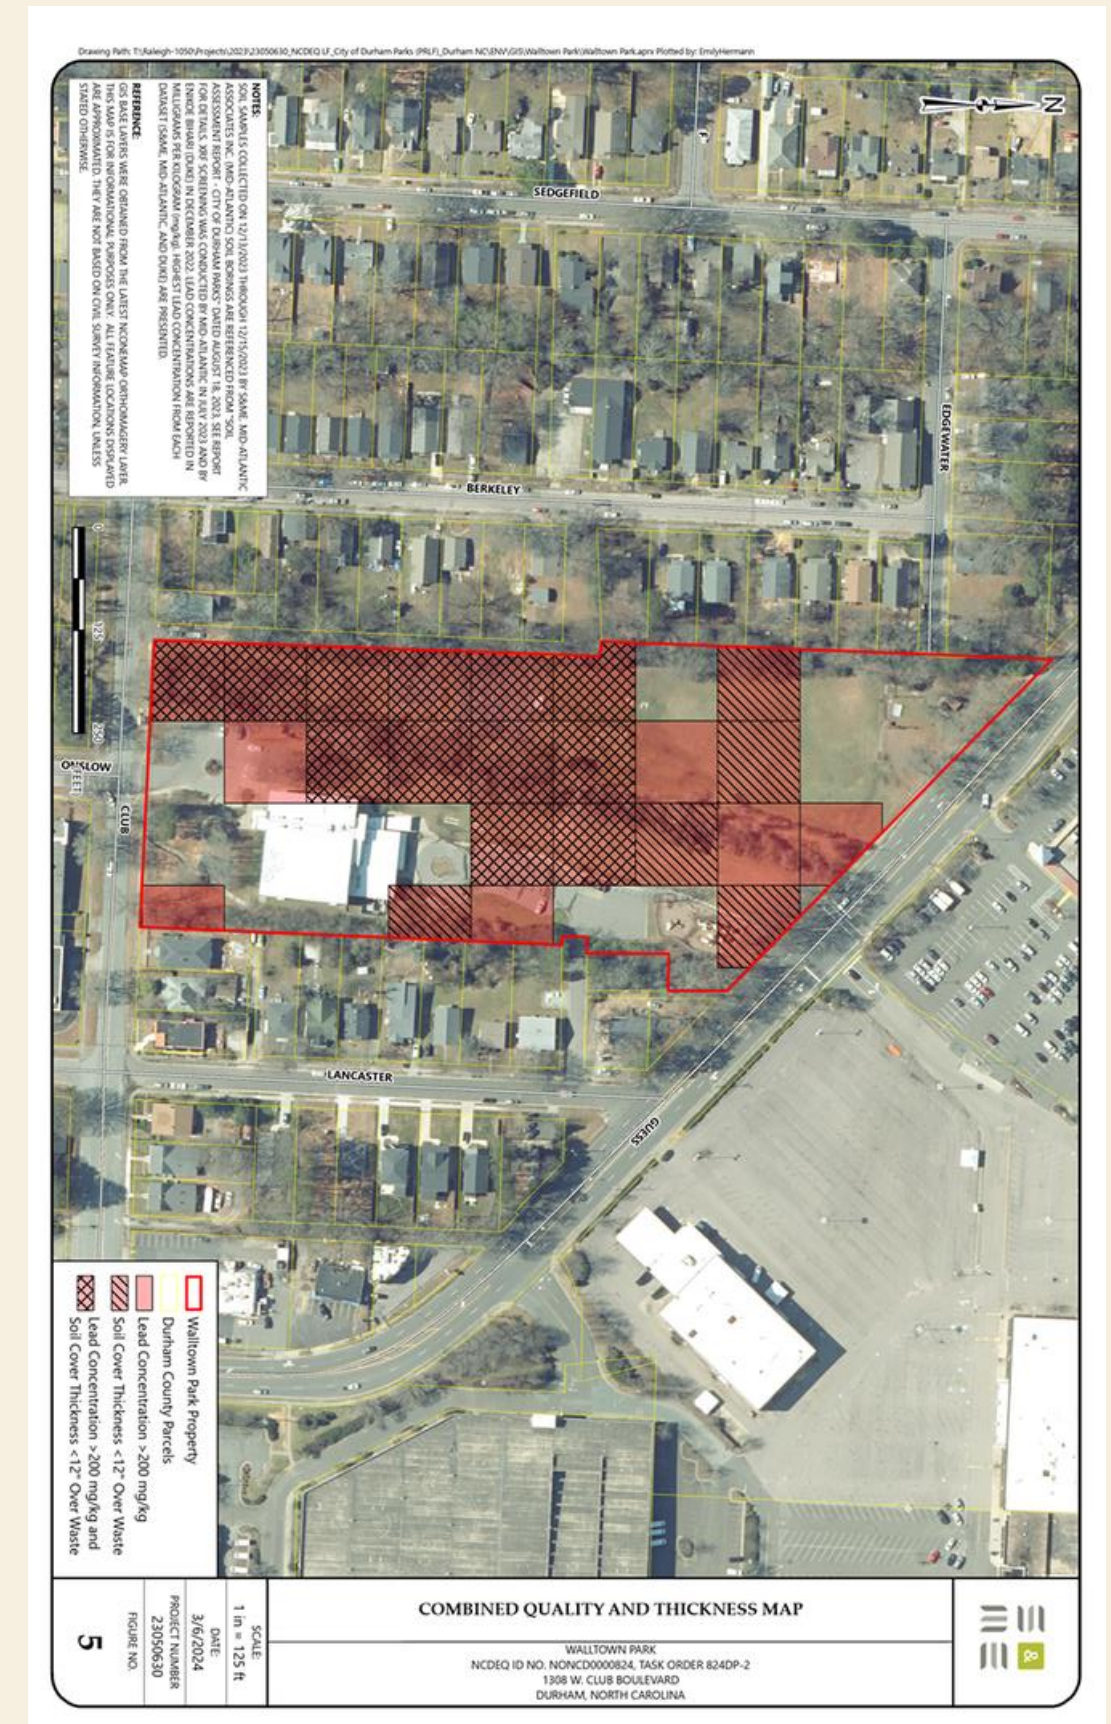 Drawing Path: T:\Raleigh-1050\Projects\2023\23050630_NCDEQ LF_City of Durham Parks (PRLF)_Durham NC\ENV\GIS\Walltown Park\Walltown Park.aprx Plotted by: EmilyHermann
N
SEDGEFIELD
EDGEWATER
BERKELEY
NOTES:
SOIL SAMPLES COLLECTED ON 12/13/2023 THROUGH 12/15/2023 BY S&ME. MID-ATLANTIC
ASSOCIATES INC. (MID-ATLANTIC) SOIL BORINGS ARE REFERENCED FROM "SOIL
ASSESSMENT REPORT - CITY OF DURHAM PARKS" DATED AUGUST 18, 2023, SEE REPORT
FOR DETAILS. XRF SCREENING WAS CONDUCTED BY MID-ATLANTIC IN JULY 2023 AND BY
ENIKOE BIHARI (DUKE) IN DECEMBER 2022. LEAD CONCENTRATIONS ARE REPORTED IN
MILLIGRAMS PER KILOGRAM (mg/kg). HIGHEST LEAD CONCENTRATION FROM EACH
DATASET (S&ME, MID-ATLANTIC, AND DUKE) ARE PRESENTED.
REFERENCE:
GIS BASE LAYERS WERE OBTAINED FROM THE LATEST NCONEMAP ORTHOIMAGERY LAYER.
THIS MAP IS FOR INFORMATIONAL PURPOSES ONLY. ALL FEATURE LOCATIONS DISPLAYED
ARE APPROXIMATED. THEY ARE NOT BASED ON CIVIL SURVEY INFORMATION, UNLESS
STATED OTHERWISE.
0 125 250
FEET
ONSLOW
CLUB
LANCASTER
GUESS
Walltown Park Property
Durham County Parcels
Lead Concentration >200 mg/kg
Soil Cover Thickness <12" Over Waste
Lead Concentration >200 mg/kg and
Soil Cover Thickness <12" Over Waste
&
COMBINED QUALITY AND THICKNESS MAP
WALLTOWN PARK
NCDEQ ID NO. NONCD0000824, TASK ORDER 824DP-2
1308 W. CLUB BOULEVARD
DURHAM, NORTH CAROLINA
SCALE:
1 in = 125 ft
DATE:
3/6/2024
PROJECT NUMBER
23050630
FIGURE NO.
5